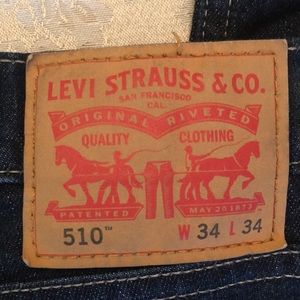 LEVI STRAUSS & CO.
SAN FRANCISCO
CAL.
ORIGINAL RIVETED
QUALITY CLOTHING
PATENTED MAY 20 1873
510™ W 34 L 34